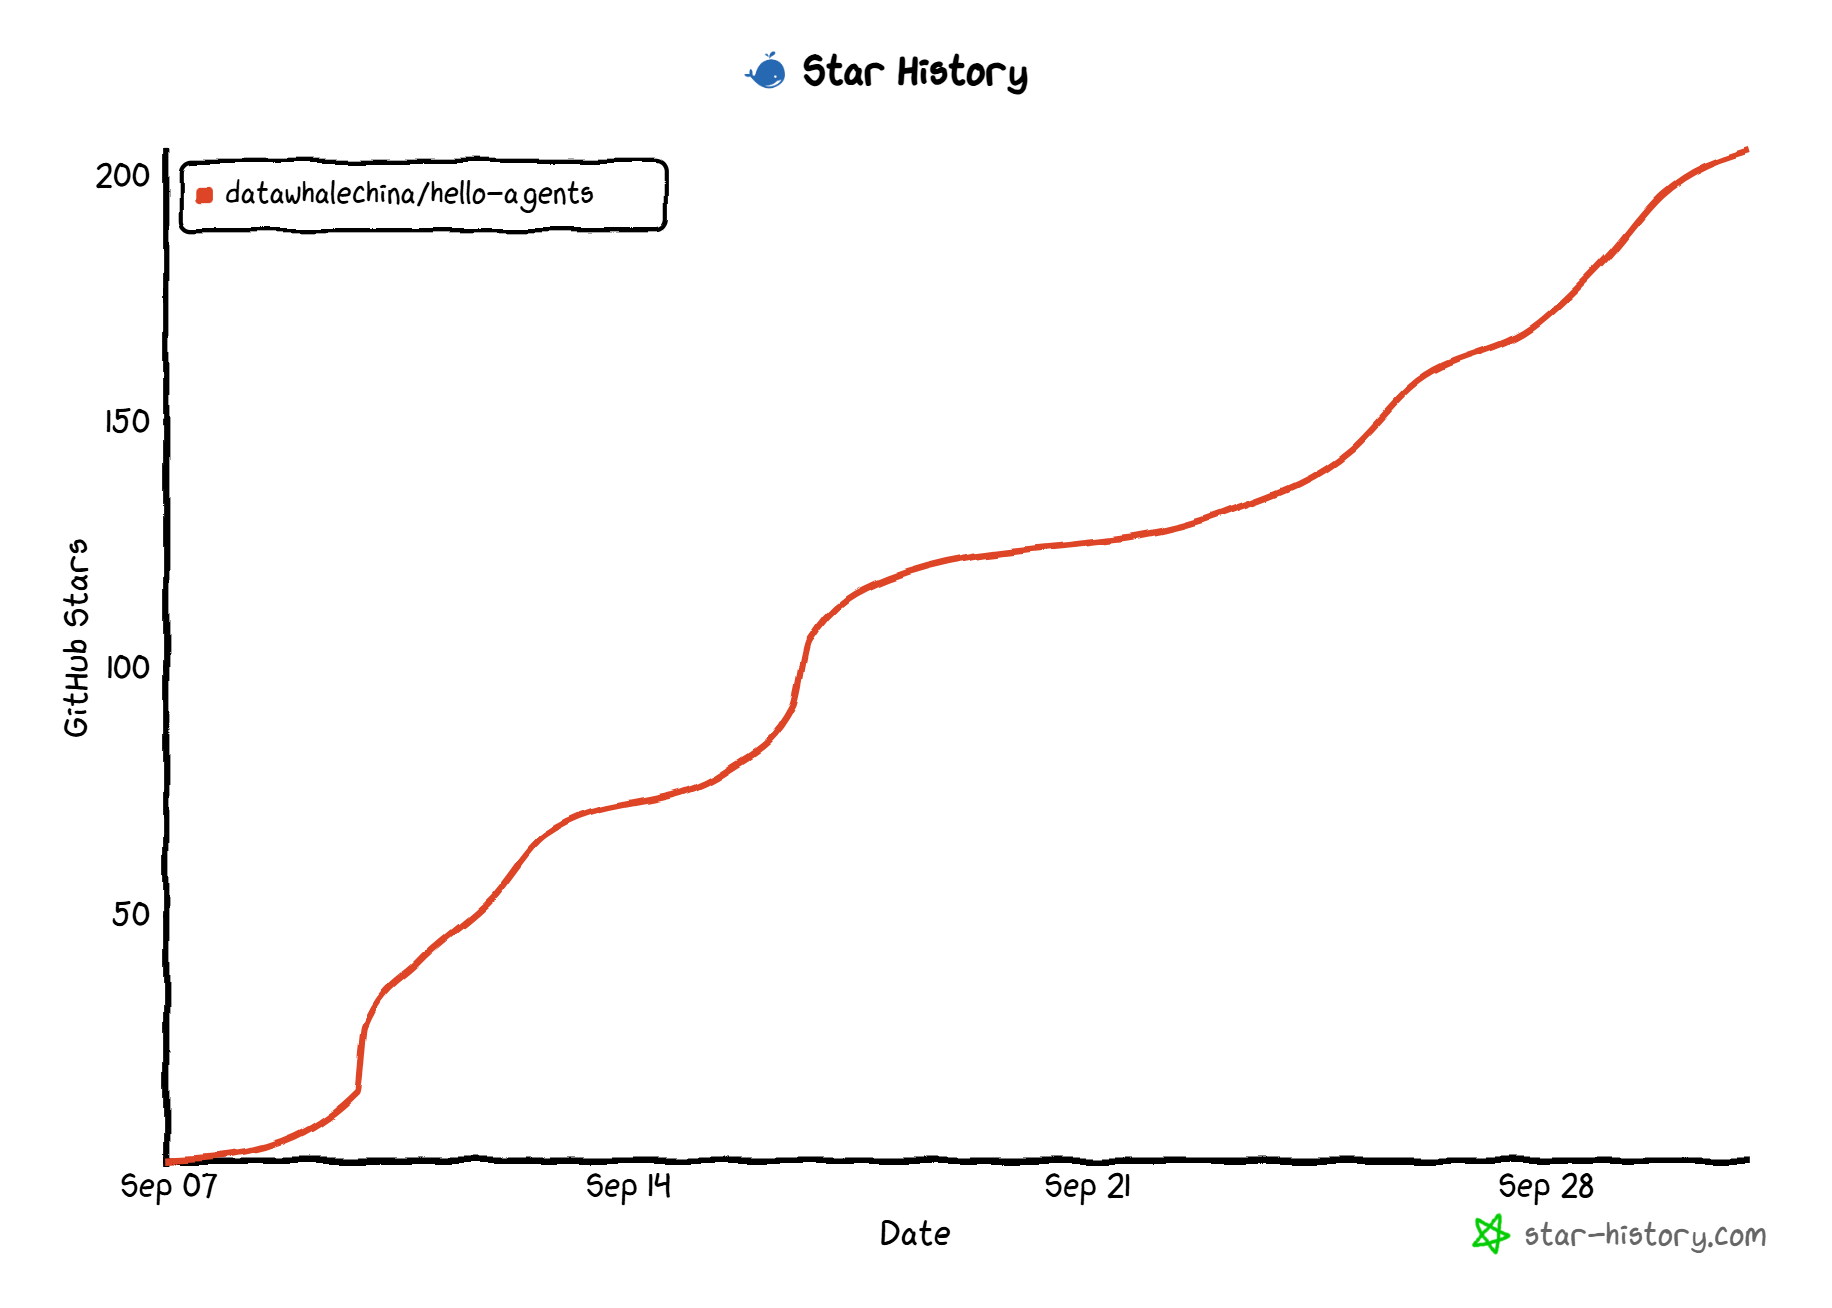 Star History
datawhalechina/hello-agents
200
150
100
50
GitHub Stars
Sep 07
Sep 14
Sep 21
Sep 28
Date
star-history.com